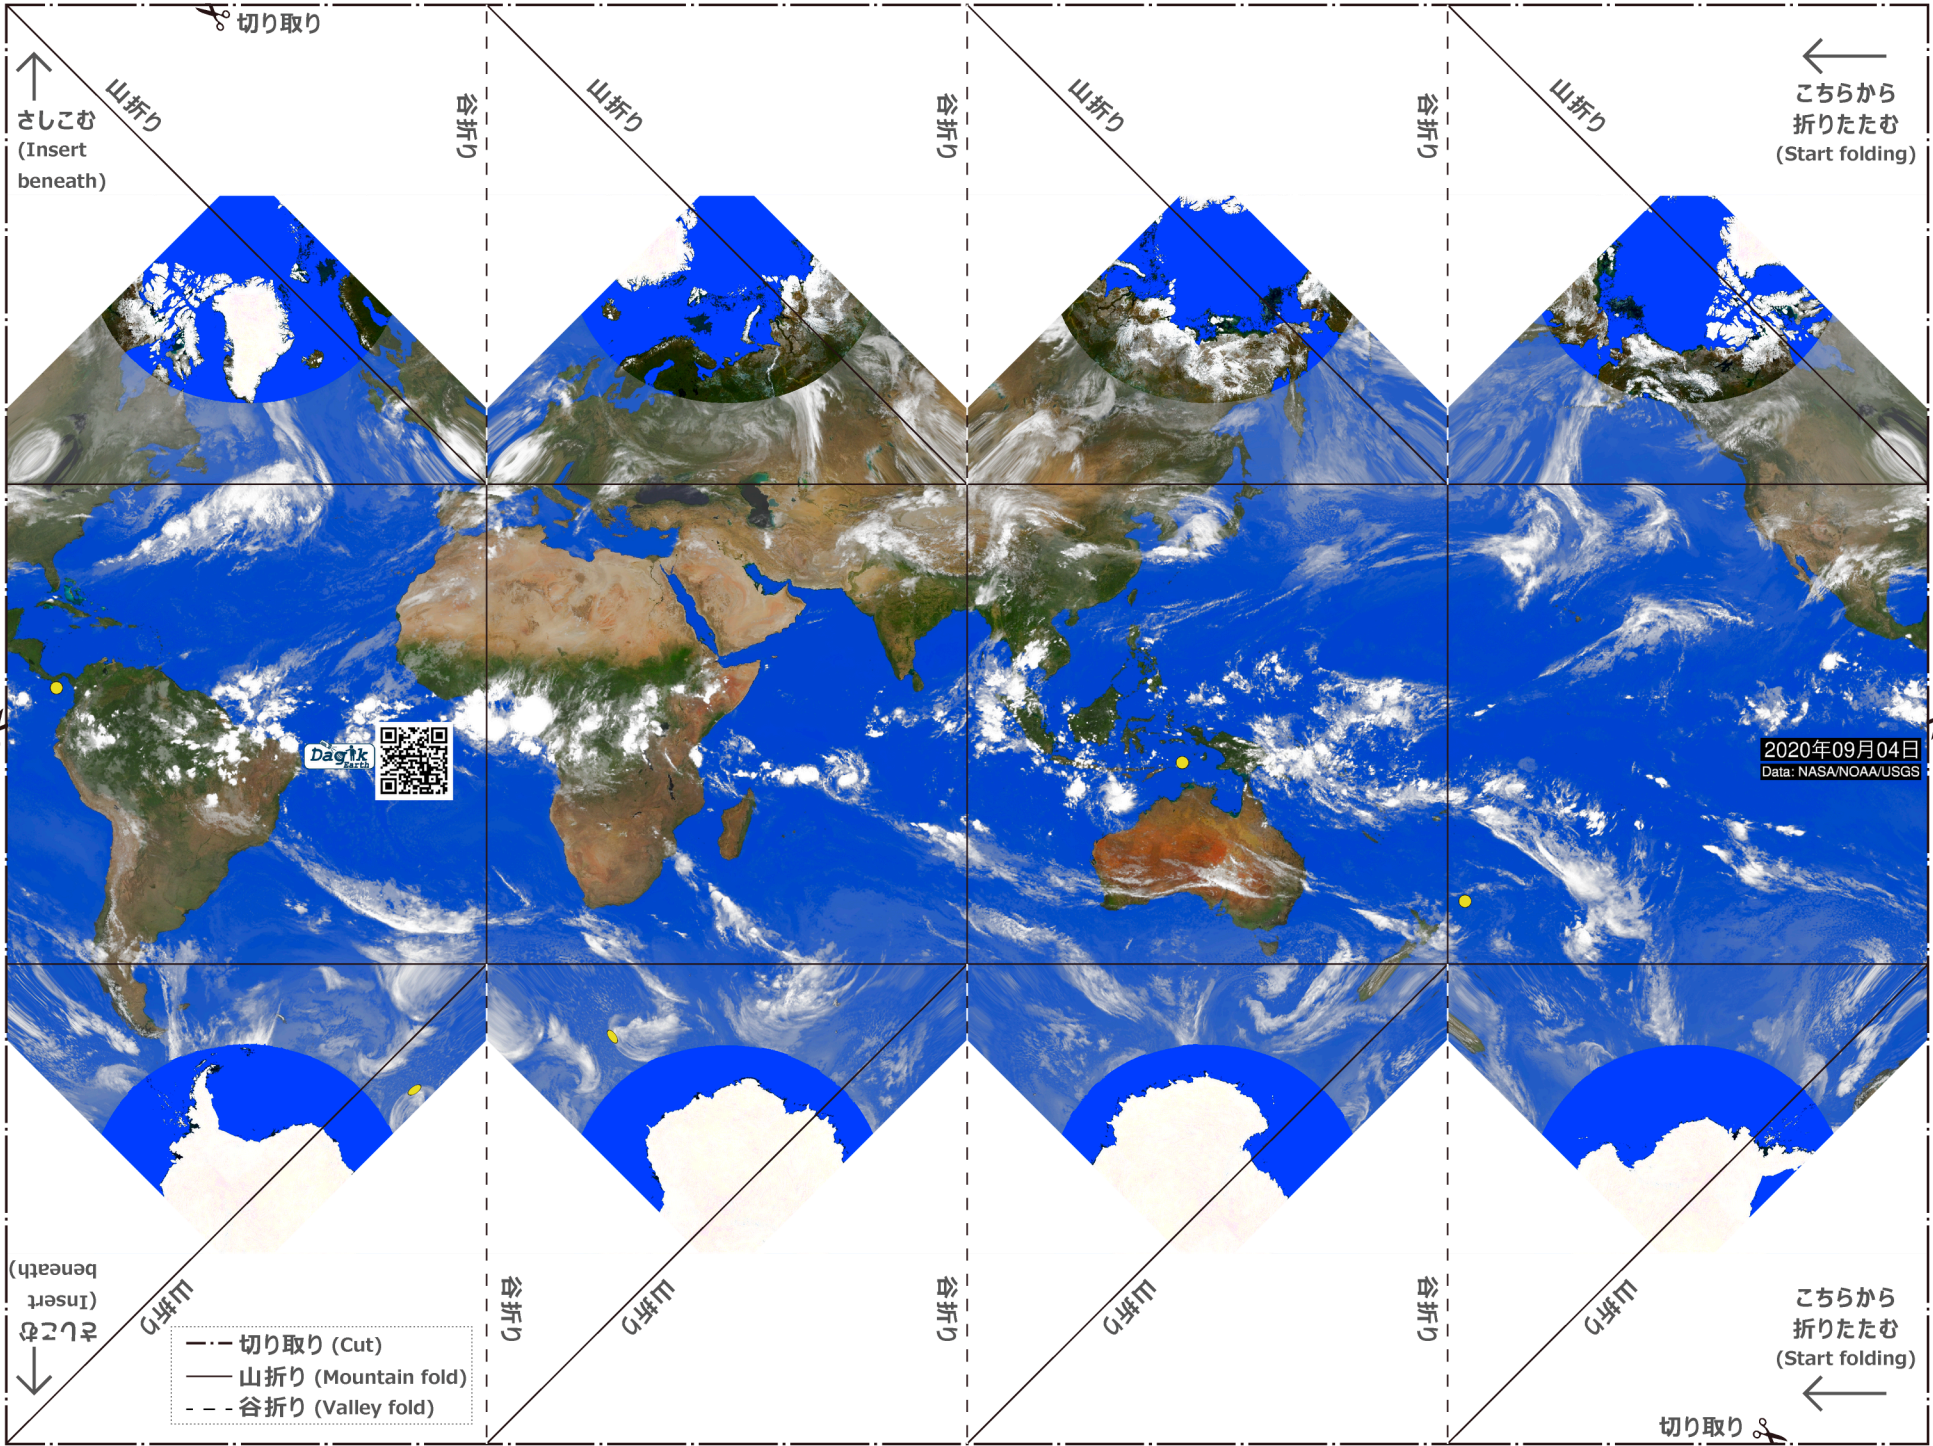 切り取り
さしこむ
(Insert
beneath)
山折り
谷折り
山折り
谷折り
山折り
谷折り
山折り
こちらから
折りたたむ
(Start folding)
Dagik
Earth
2020年09月04日
Data: NASA/NOAA/USGS
さしこむ
(Insert
beneath)
山折り
谷折り
山折り
谷折り
山折り
谷折り
山折り
こちらから
折りたたむ
(Start folding)
切り取り (Cut)
山折り (Mountain fold)
谷折り (Valley fold)
切り取り